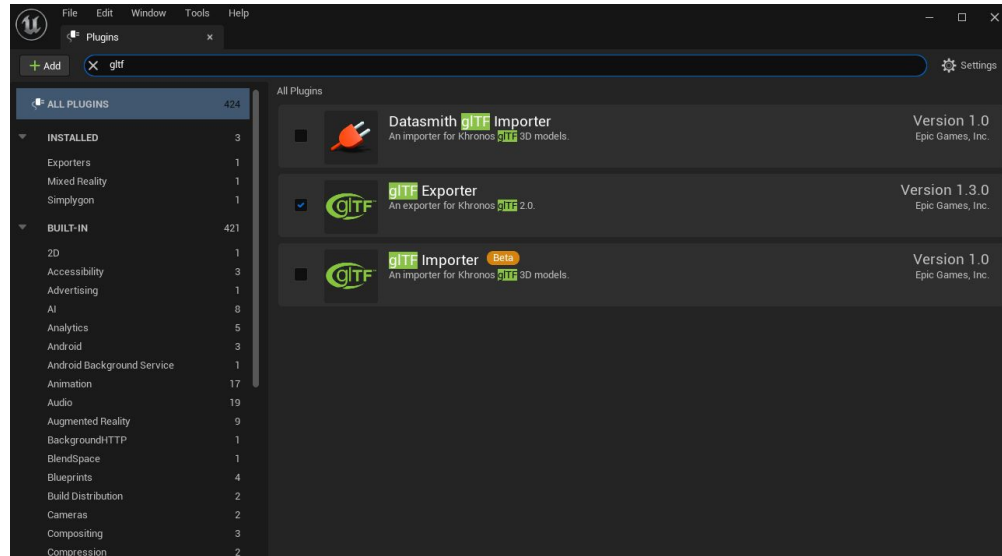 File Edit Window Tools Help
Plugins
+ Add
gltf
Settings
ALL PLUGINS 424
INSTALLED 3
Exporters 1
Mixed Reality 1
Simplygon 1
BUILT-IN 421
2D 1
Accessibility 3
Advertising 1
AI 8
Analytics 5
Android 3
Android Background Service 1
Animation 17
Audio 19
Augmented Reality 9
BackgroundHTTP 1
BlendSpace 1
Blueprints 4
Build Distribution 2
Cameras 2
Compositing 3
Compression 2
All Plugins
Datasmith glTF Importer
An importer for Khronos glTF 3D models.
Version 1.0
Epic Games, Inc.
glTF
glTF Exporter
An exporter for Khronos glTF 2.0.
Version 1.3.0
Epic Games, Inc.
glTF
glTF Importer Beta
An importer for Khronos glTF 3D models.
Version 1.0
Epic Games, Inc.